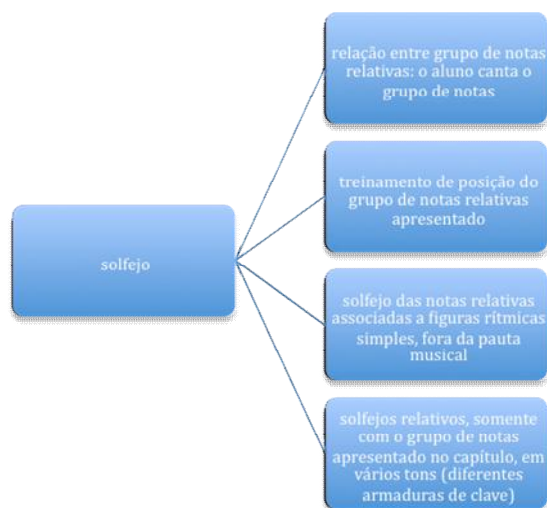 solfejo
relação entre grupo de notas
relativas: o aluno canta o
grupo de notas
treinamento de posição do
grupo de notas relativas
apresentado
solfejo das notas relativas
associadas a figuras rítmicas
simples, fora da pauta
musical
solfejos relativos, somente
com o grupo de notas
apresentado no capítulo, em
vários tons (diferentes
armaduras de clave)